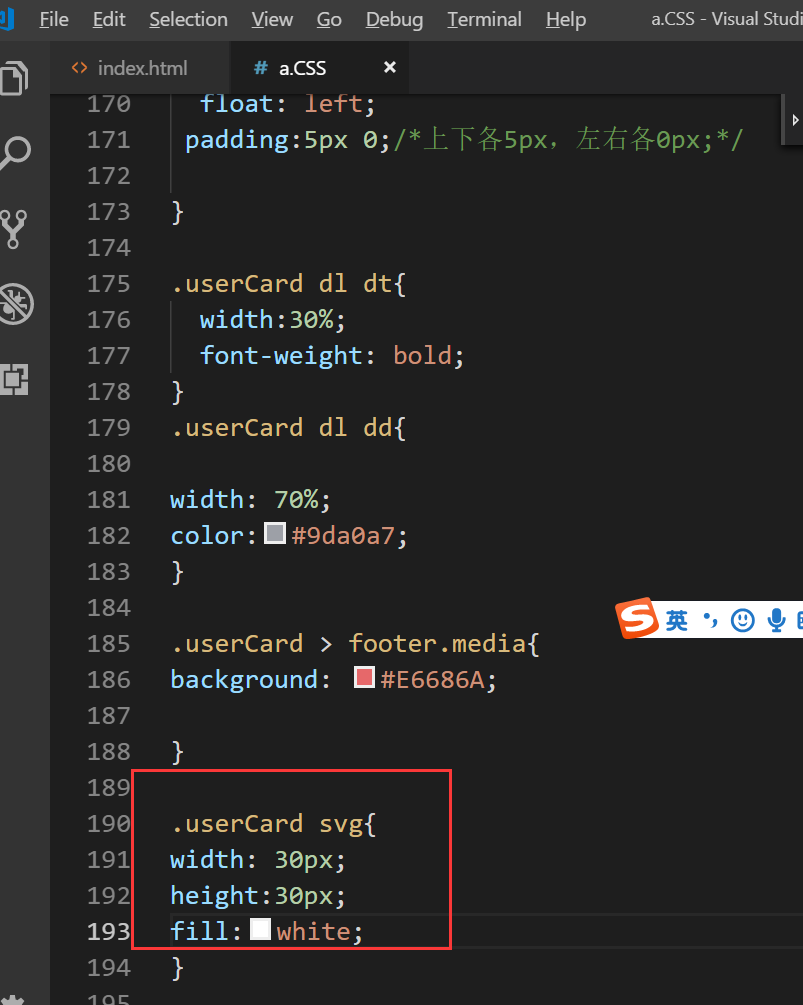 File Edit Selection View Go Debug Terminal Help a.CSS - Visual Studi
<> index.html # a.CSS ×
170 float: left;
171 padding:5px 0;/*上下各5px，左右各0px;*/
172
173 }
174
175 .userCard dl dt{
176 width:30%;
177 font-weight: bold;
178 }
179 .userCard dl dd{
180
181 width: 70%;
182 color:#9da0a7;
183 }
184
英
185 .userCard > footer.media{
186 background: #E6686A;
187
188 }
189
190 .userCard svg{
191 width: 30px;
192 height:30px;
193 fill:white;
194 }
195